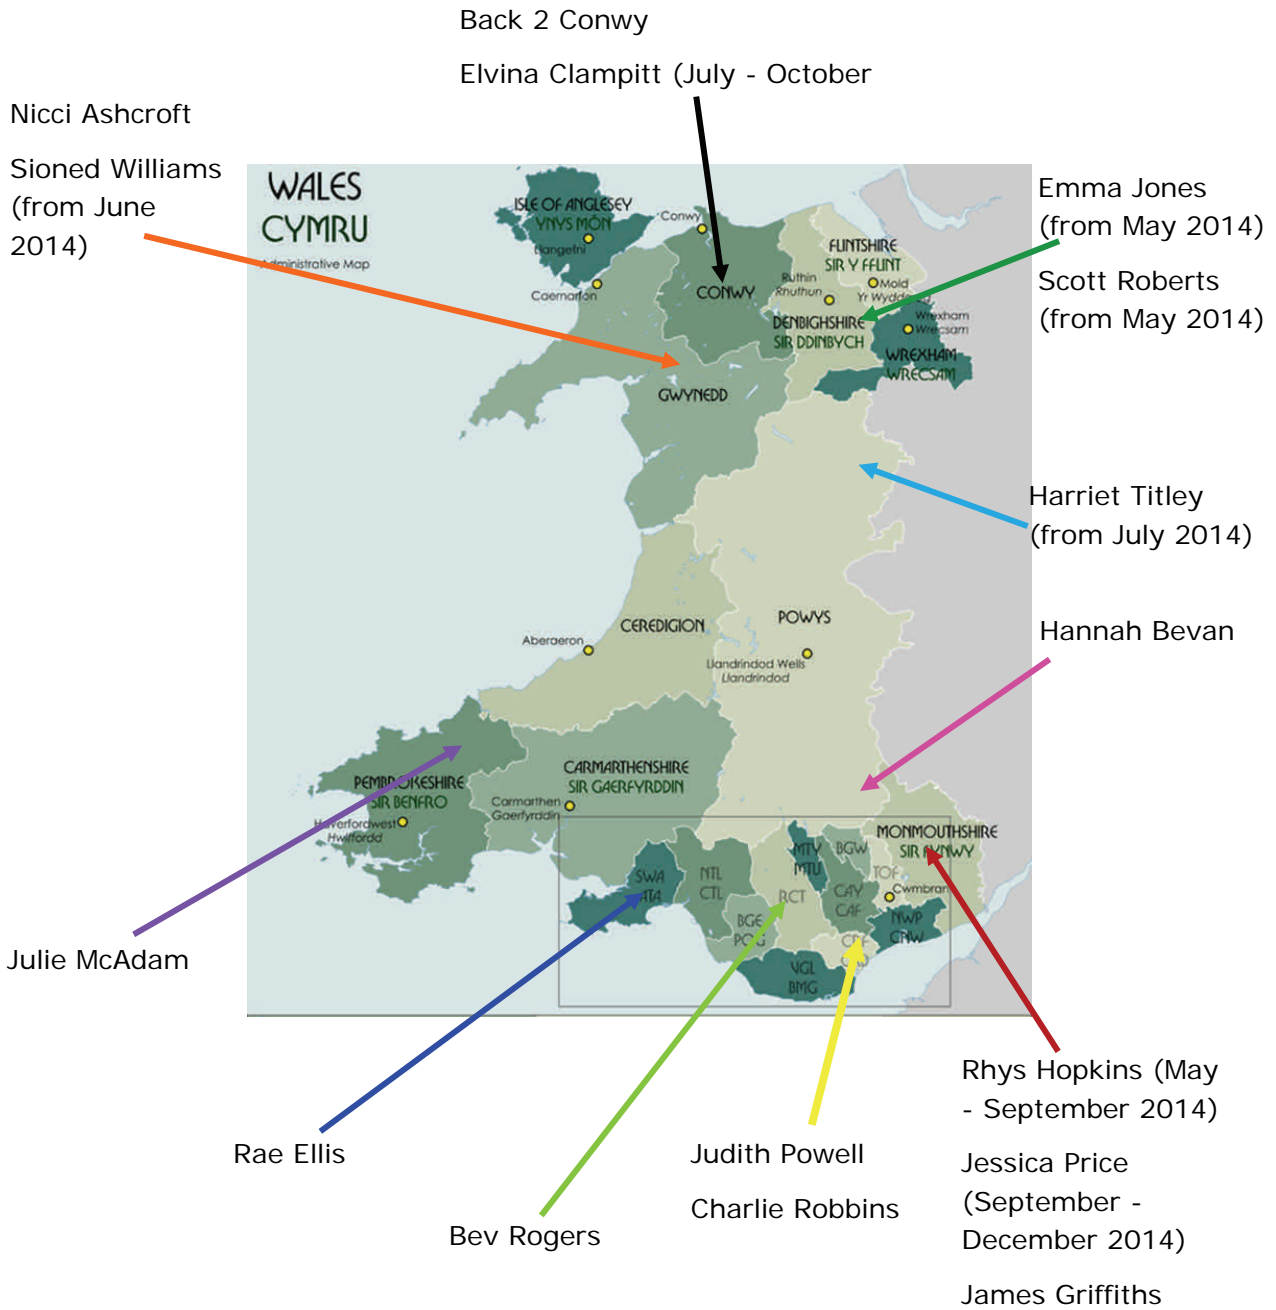 Back 2 Conwy
Elvina Clampitt (July - October
Nicci Ashcroft
Sioned Williams
(from June
2014)
Emma Jones
(from May 2014)
Scott Roberts
(from May 2014)
WALES
CYMRU
Administrative Map
ISLE OF ANGLESEY
YNYS MÔN
Llangefni
Conwy
Caernarfon
CONWY
FLINTSHIRE
SIR Y FFLINT
Ruthin
Rhuthun
Mold
DENBIGHSHIRE
SIR DDINBYCH
Wrexham
Wrecsam
WREXHAM
WRECSAM
GWYNEDD
Harriet Titley
(from July 2014)
CEREDIGION
POWYS
Aberaeron
Llandrindod Wells
Llandrindod
Hannah Bevan
PEMBROKESHIRE
SIR BENFRO
Haverfordwest
Hwlffordd
CARMARTHENSHIRE
SIR GAERFYRDDIN
Carmarthen
Gaerfyrddin
MONMOUTHSHIRE
SIR FYNWY
SWA
ATA
NTL
CTL
BGE
POG
RCT
MTY
MTU
BGW
CAY
CAF
TOF
Cwmbran
NWP
CNW
VGL
BMG
Julie McAdam
Rae Ellis
Bev Rogers
Judith Powell
Charlie Robbins
Rhys Hopkins (May
- September 2014)
Jessica Price
(September -
December 2014)
James Griffiths